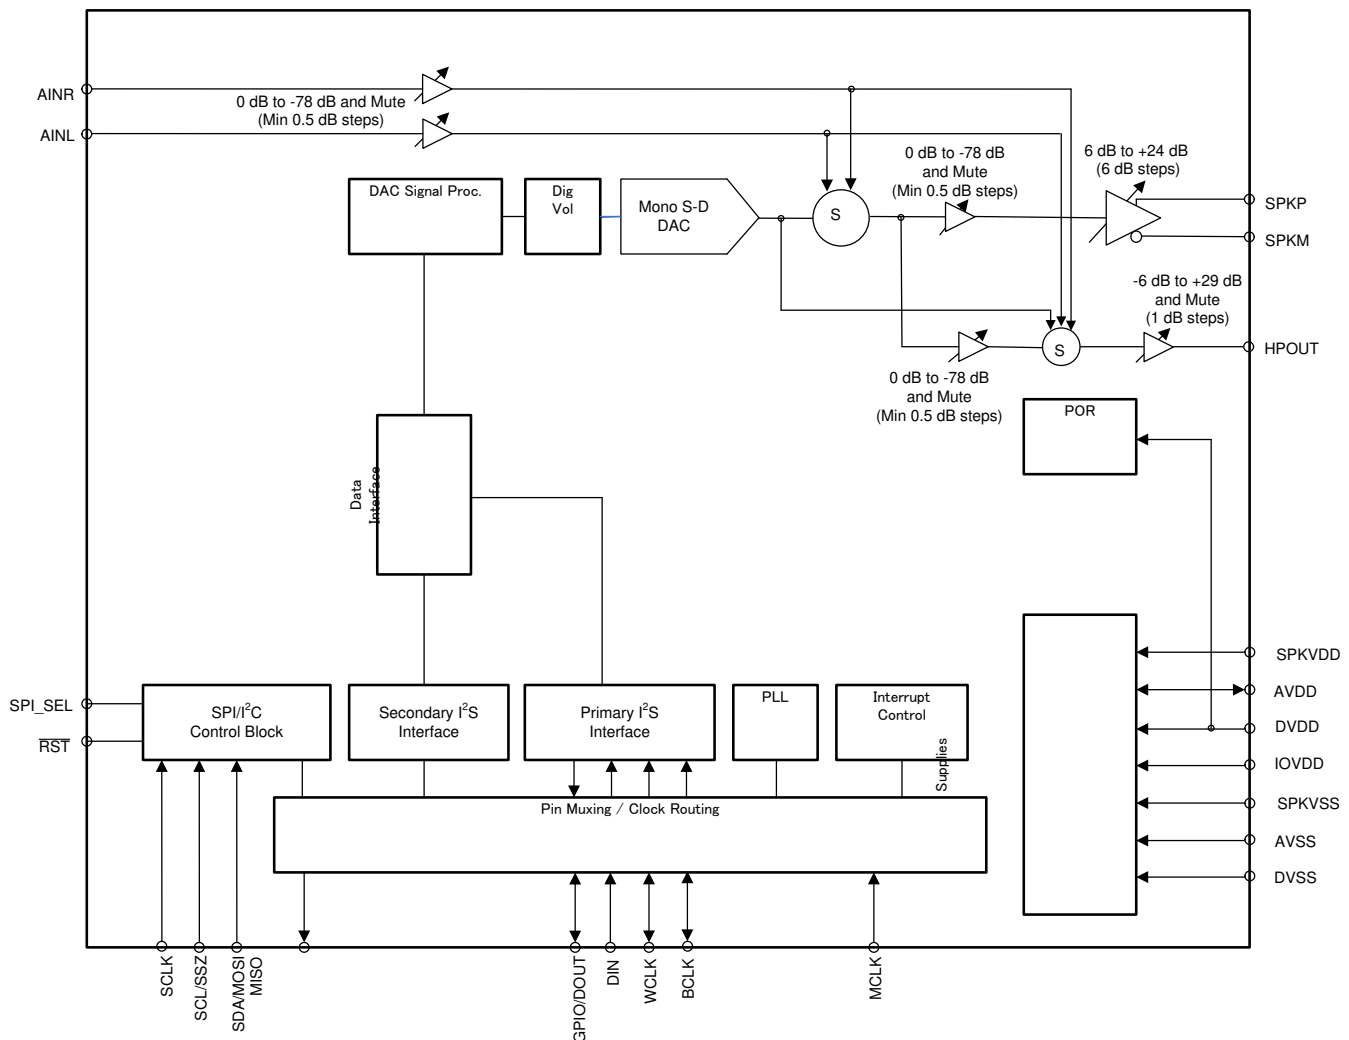 AINR
0 dB to -78 dB and Mute
(Min 0.5 dB steps)
AINL
DAC Signal Proc.
Dig
Vol
Mono S-D
DAC
S
0 dB to -78 dB
and Mute
(Min 0.5 dB steps)
6 dB to +24 dB
(6 dB steps)
SPKP
SPKM
-6 dB to +29 dB
and Mute
(1 dB steps)
S
HPOUT
0 dB to -78 dB
and Mute
(Min 0.5 dB steps)
POR
Data
Interface
SPI_SEL
RST
SPI/I²C
Control Block
Secondary I²S
Interface
Primary I²S
Interface
PLL
Interrupt
Control
Supplies
SPKVDD
AVDD
DVDD
IOVDD
SPKVSS
AVSS
DVSS
Pin Muxing / Clock Routing
SCLK
SCL/SSZ
SDA/MOSI
MISO
GPIO/DOUT
DIN
WCLK
BCLK
MCLK